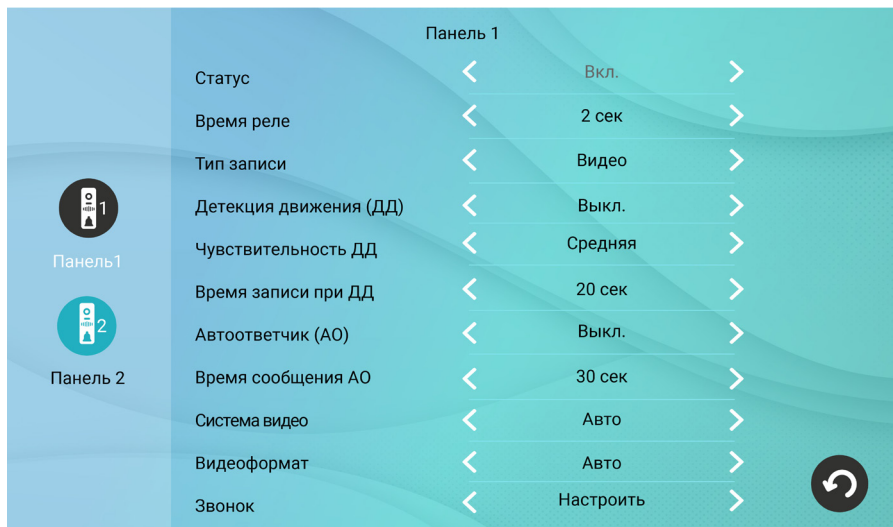 Панель 1
Статус Вкл.
Время реле 2 сек
Тип записи Видео
Детекция движения (ДД) Выкл.
Чувствительность ДД Средняя
Время записи при ДД 20 сек
Автоответчик (АО) Выкл.
Время сообщения АО 30 сек
Система видео Авто
Видеоформат Авто
Звонок Настроить
1
Панель1
2
Панель 2